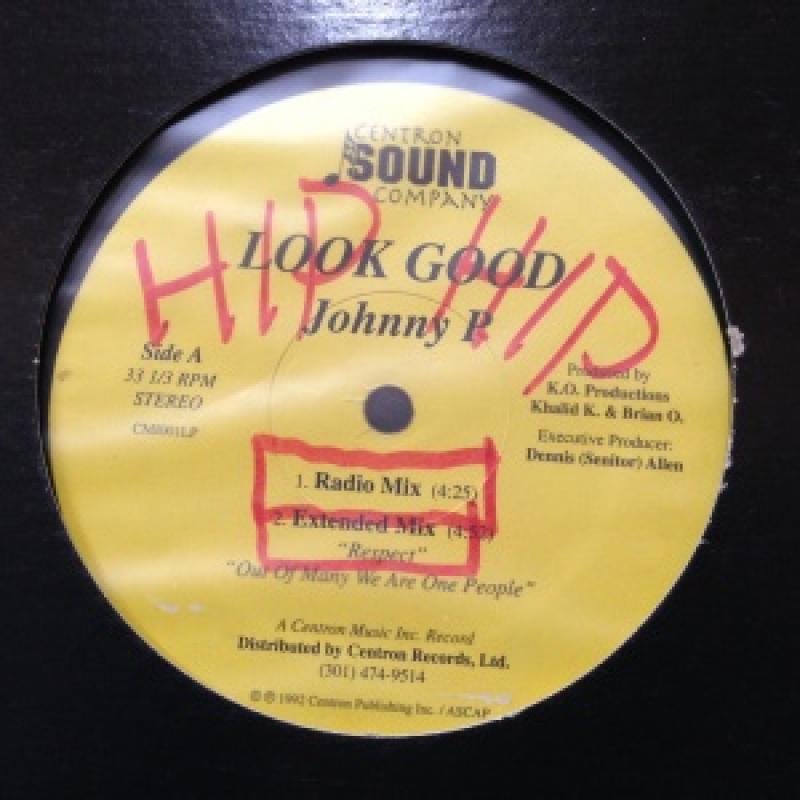 CENTRON
SOUND
COMPANY
HIP HIP
LOOK GOOD
Johnny P
Side A
33 1/3 RPM
STEREO
Produced by
K.O. Productions
Khalid K. & Brian O.
Executive Producer:
Dennis (Senitor) Allen
1. Radio Mix (4:25)
2. Extended Mix
"Respect"
"Out Of Many We Are One People"
A Centron Music Inc. Record
Distributed by Centron Records, Ltd.
(301) 474-9514
© ℗ 1992 Centron Publishing Inc. / ASCAP